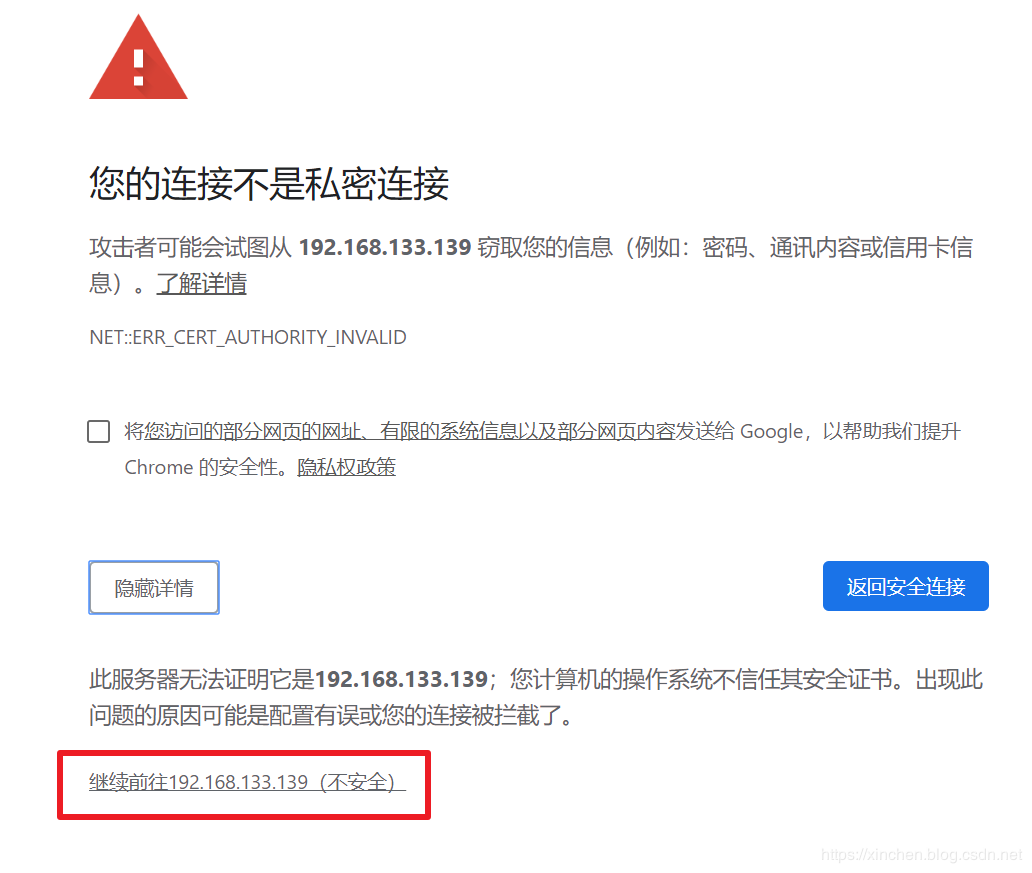 您的连接不是私密连接
攻击者可能会试图从 192.168.133.139 窃取您的信息（例如：密码、通讯内容或信用卡信
息）。了解详情
NET::ERR_CERT_AUTHORITY_INVALID
将您访问的部分网页的网址、有限的系统信息以及部分网页内容发送给 Google，以帮助我们提升
Chrome 的安全性。隐私权政策
隐藏详情
返回安全连接
此服务器无法证明它是192.168.133.139；您计算机的操作系统不信任其安全证书。出现此
问题的原因可能是配置有误或您的连接被拦截了。
继续前往192.168.133.139（不安全）
https://xinchen.blog.csdn.net